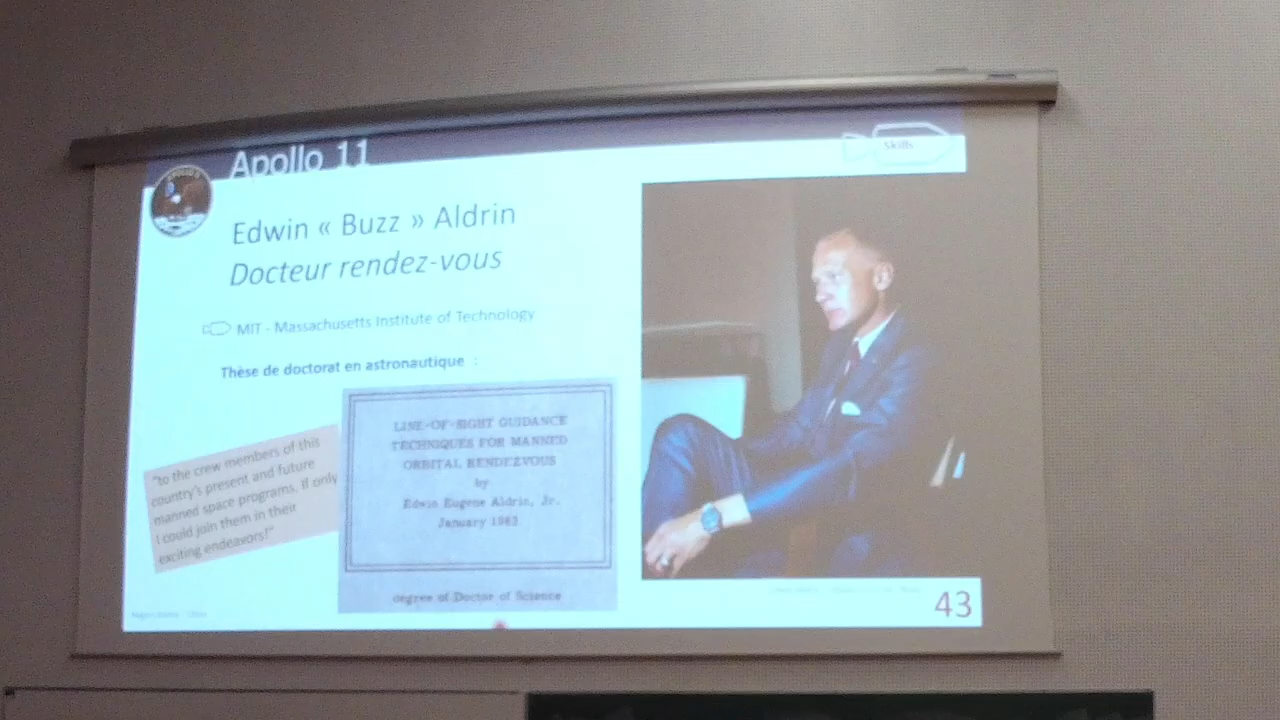 Apollo 11
Skills
Edwin « Buzz » Aldrin
Docteur rendez-vous
MIT - Massachusetts Institute of Technology
Thèse de doctorat en astronautique :
"to the crew members of this
country's present and future
manned space programs. If only
I could join them in their
exciting endeavors!"
LINE-OF-SIGHT GUIDANCE
TECHNIQUES FOR MANNED
ORBITAL RENDEZVOUS
by
Edwin Eugene Aldrin, Jr.
January 1963
degree of Doctor of Science
43